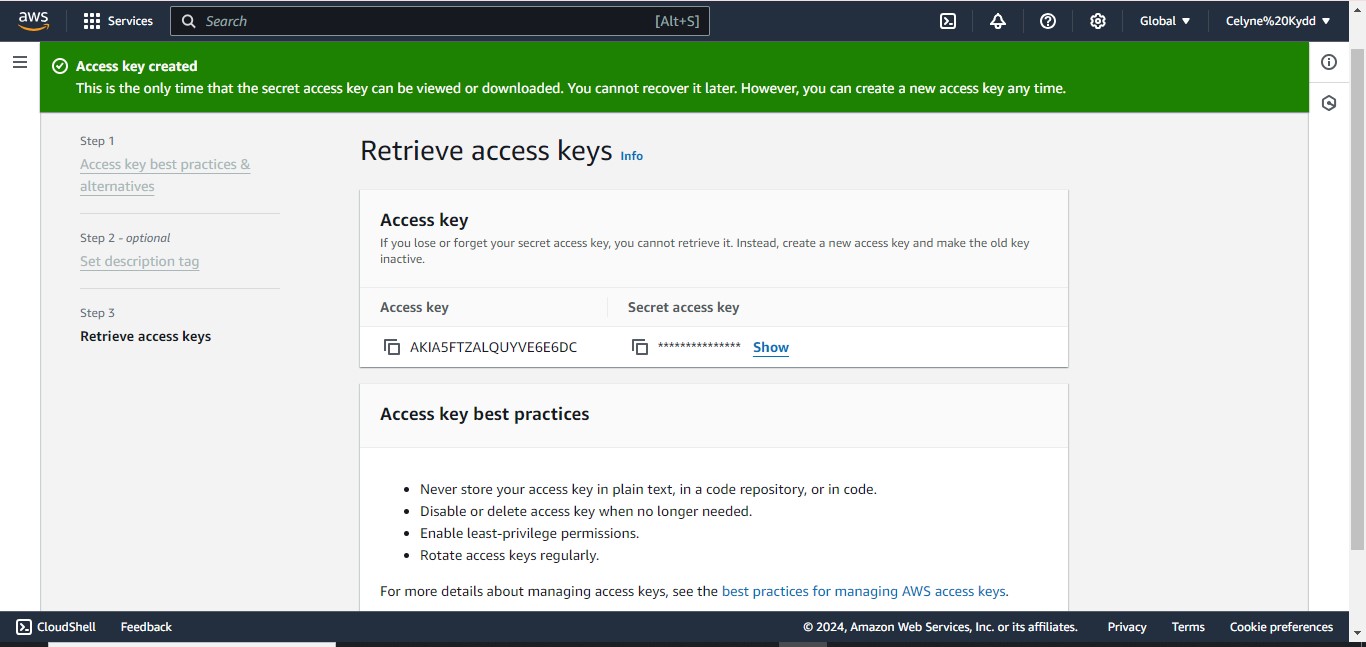 aws
Services
Search
[Alt+S]
Global
Celyne%20Kydd
Access key created
This is the only time that the secret access key can be viewed or downloaded. You cannot recover it later. However, you can create a new access key any time.
Step 1
Access key best practices &
alternatives
Step 2 - optional
Set description tag
Step 3
Retrieve access keys
Retrieve access keys Info
Access key
If you lose or forget your secret access key, you cannot retrieve it. Instead, create a new access key and make the old key
inactive.
Access key Secret access key
AKIA5FTZALQUYVE6E6DC *************** Show
Access key best practices
• Never store your access key in plain text, in a code repository, or in code.
• Disable or delete access key when no longer needed.
• Enable least-privilege permissions.
• Rotate access keys regularly.
For more details about managing access keys, see the best practices for managing AWS access keys.
CloudShell Feedback © 2024, Amazon Web Services, Inc. or its affiliates. Privacy Terms Cookie preferences